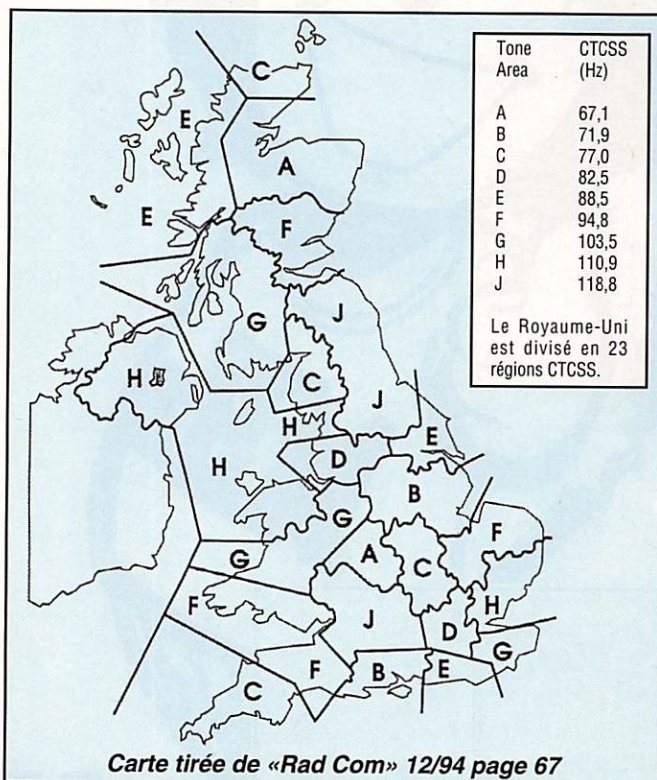 Tone CTCSS
Area (Hz)
A 67,1
B 71,9
C 77,0
D 82,5
E 88,5
F 94,8
G 103,5
H 110,9
J 118,8
Le Royaume-Uni
est divisé en 23
régions CTCSS.
C
E
A
E
F
G
J
C
H
J
H
E
H
D
B
G
F
A
C
G
H
F
J
D
G
F
B
E
C
Carte tirée de «Rad Com» 12/94 page 67